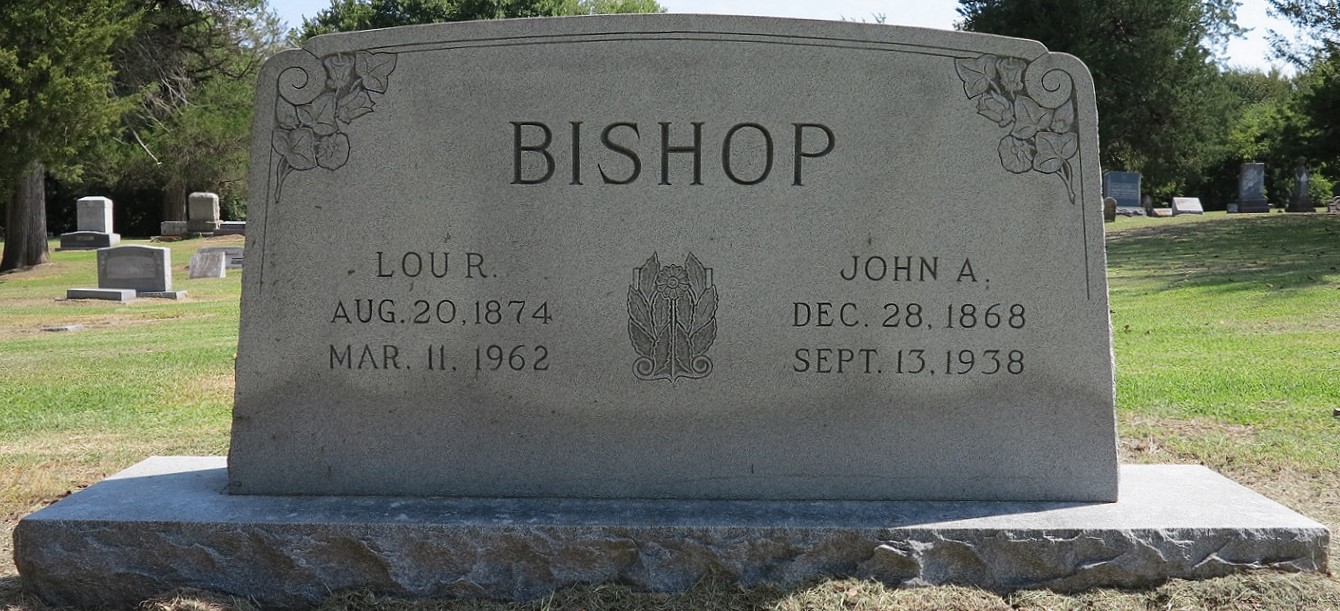 BISHOP
LOU R.
AUG. 20, 1874
MAR. 11, 1962
JOHN A.
DEC. 28, 1868
SEPT. 13, 1938